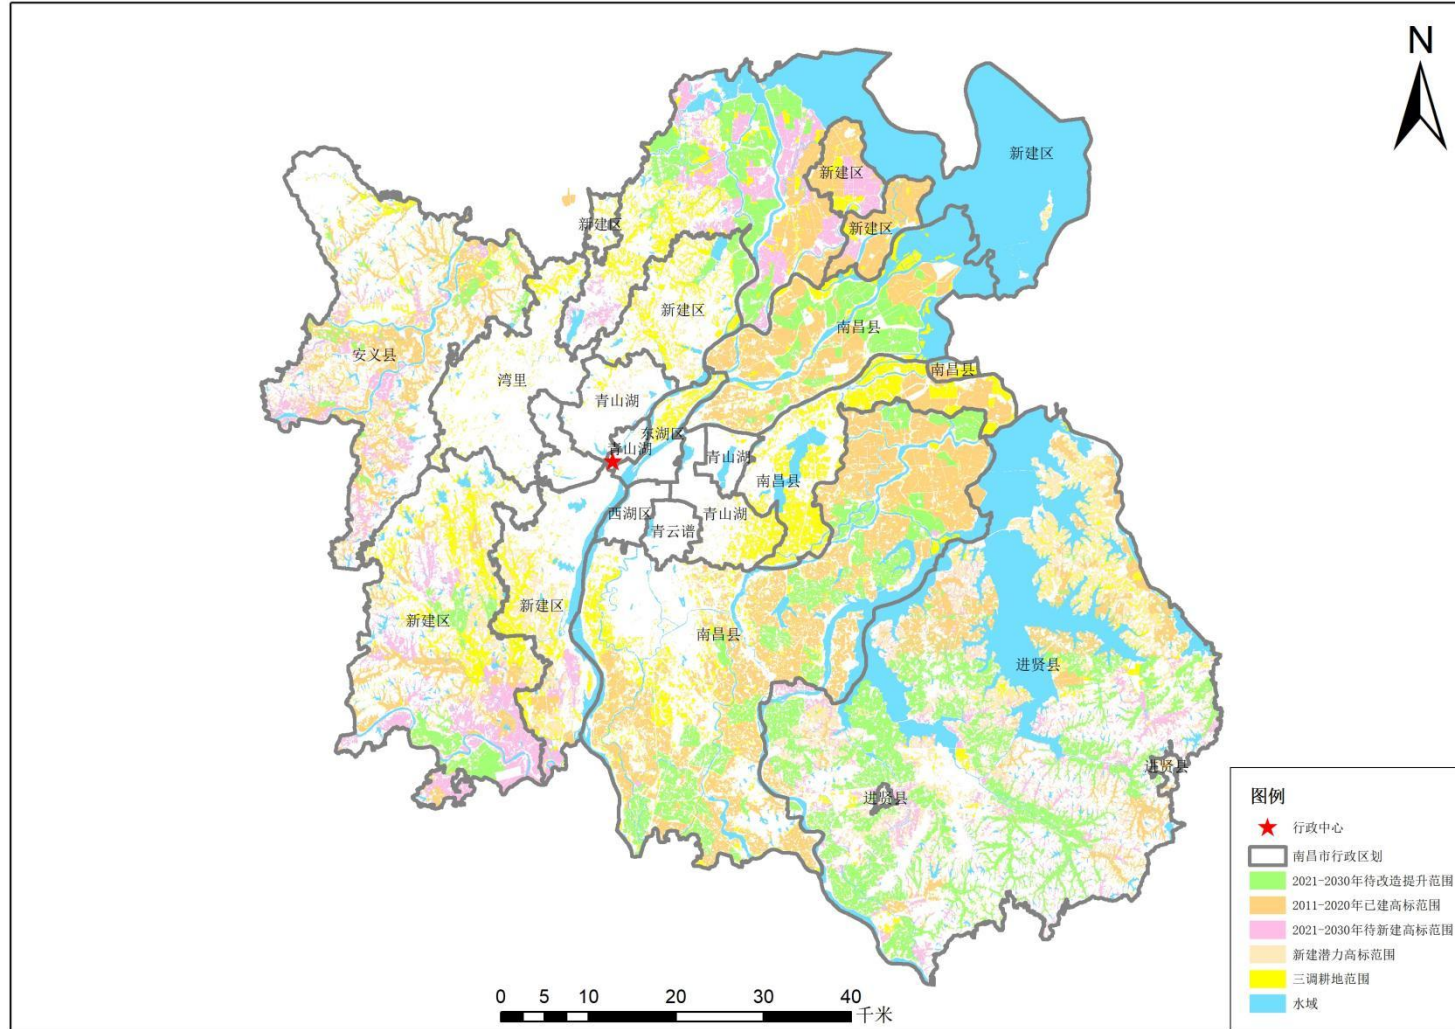 N
新建区
新建区
新建区
新建区
新建区
南昌县
安义县
南昌县
湾里
青山湖
东湖区
青山湖
青山湖
南昌县
西湖区
青山湖
青云谱
新建区
新建区
南昌县
进贤县
进贤县
进贤县
图例
行政中心
南昌市行政区划
2021-2030年待改造提升范围
2011-2020年已建高标范围
2021-2030年待新建高标范围
新建潜力高标范围
三调耕地范围
水域
0 5 10 20 30 40
千米